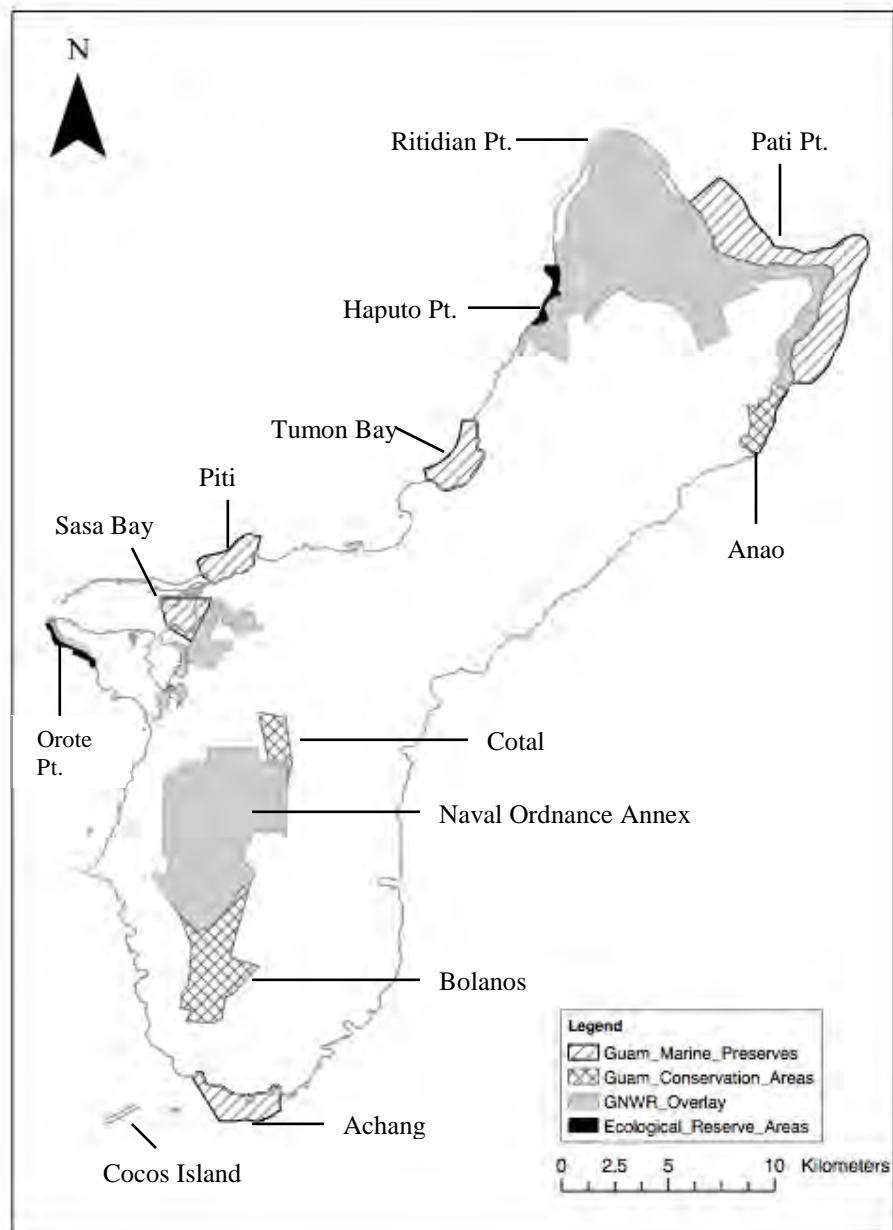 N
Ritidian Pt.
Pati Pt.
Haputo Pt.
Tumon Bay
Piti
Sasa Bay
Anao
Orote
Pt.
Cotal
Naval Ordnance Annex
Bolanos
Achang
Cocos Island
Legend
Guam_Marine_Preserves
Guam_Conservation_Areas
GNWR_Overlay
Ecological_Reserve_Areas
0 2.5 5 10 Kilometers